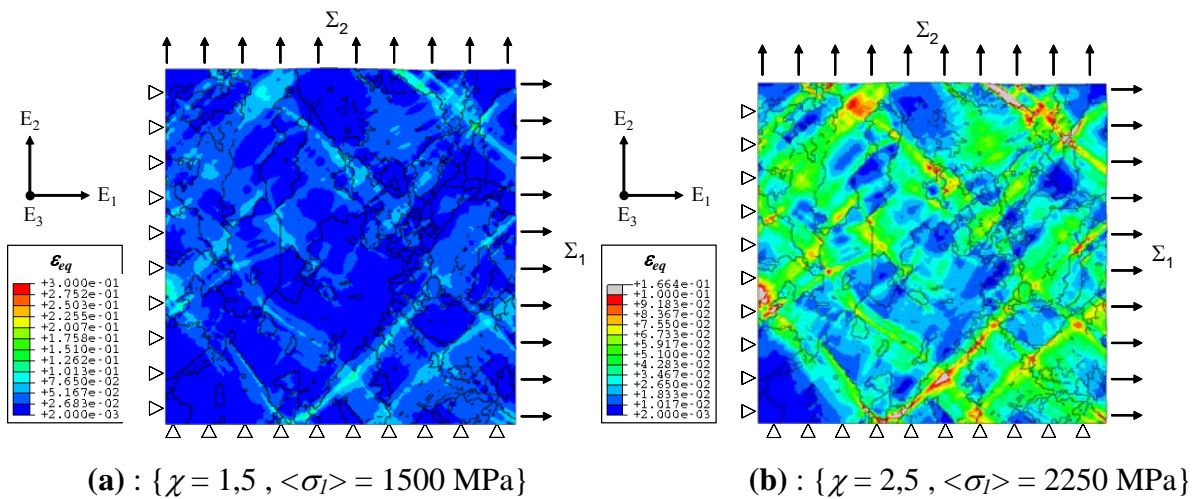 Σ2
E2
E1
E3
εeq
+3.000e-01
+2.752e-01
+2.503e-01
+2.255e-01
+2.007e-01
+1.758e-01
+1.510e-01
+1.262e-01
+1.013e-01
+7.650e-02
+5.167e-02
+2.683e-02
+2.000e-03
Σ1
(a) : {χ = 1,5 , <σI> = 1500 MPa}
Σ2
E2
E1
E3
εeq
+1.664e-01
+1.000e-01
+9.183e-02
+8.367e-02
+7.550e-02
+6.733e-02
+5.917e-02
+5.100e-02
+4.283e-02
+3.467e-02
+2.650e-02
+1.833e-02
+1.017e-02
+2.000e-03
Σ1
(b) : {χ = 2,5 , <σI> = 2250 MPa}